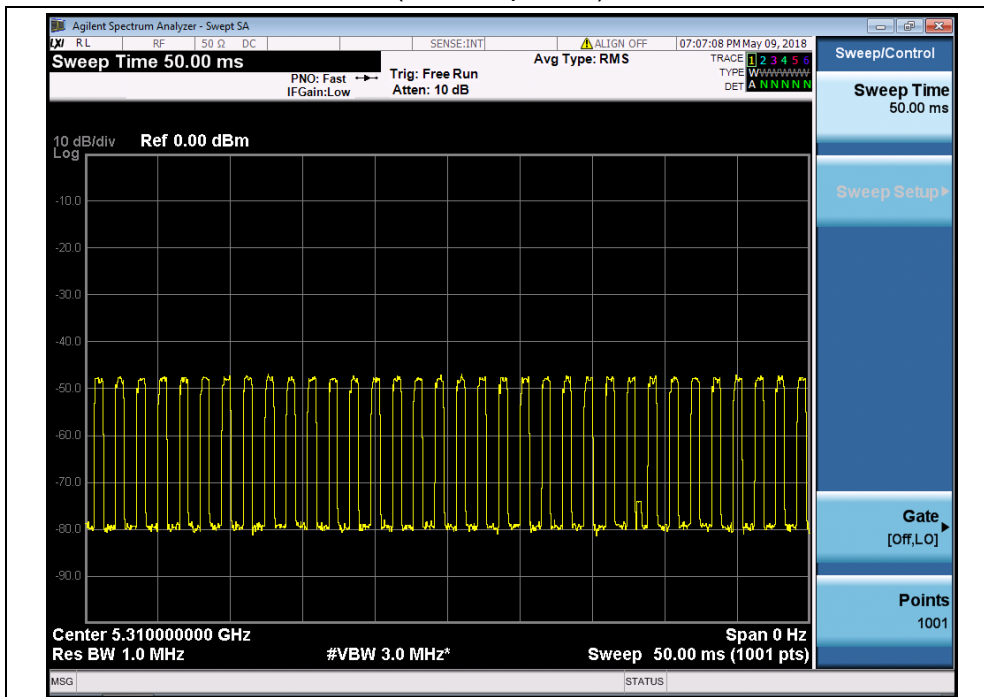 Agilent Spectrum Analyzer - Swept SA
LXI RL RF 50 Ω DC SENSE:INT ALIGN OFF 07:07:08 PM May 09, 2018
Sweep Time 50.00 ms
PNO: Fast
IFGain:Low
Trig: Free Run
Atten: 10 dB
Avg Type: RMS
TRACE 1 2 3 4 5 6
TYPE WWWWWW
DET A N N N N N
10 dB/div Ref 0.00 dBm
Log
-10.0
-20.0
-30.0
-40.0
-50.0
-60.0
-70.0
-80.0
-90.0
Center 5.310000000 GHz
Span 0 Hz
Res BW 1.0 MHz
#VBW 3.0 MHz*
Sweep 50.00 ms (1001 pts)
MSG
STATUS
Sweep/Control
Sweep Time
50.00 ms
Sweep Setup
Gate
[Off,LO]
Points
1001